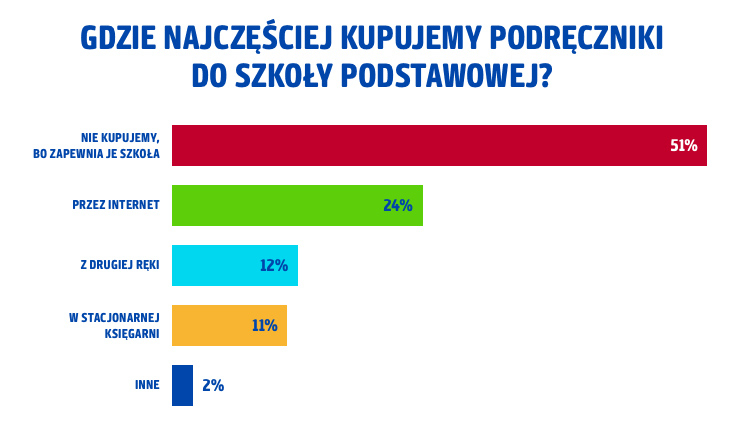 GDZIE NAJCZĘŚCIEJ KUPUJEMY PODRĘCZNIKI
DO SZKOŁY PODSTAWOWEJ?
NIE KUPUJEMY,
BO ZAPEWNIA JE SZKOŁA
51%
PRZEZ INTERNET
24%
Z DRUGIEJ RĘKI
12%
W STACJONARNEJ
KSIĘGARNI
11%
INNE
2%